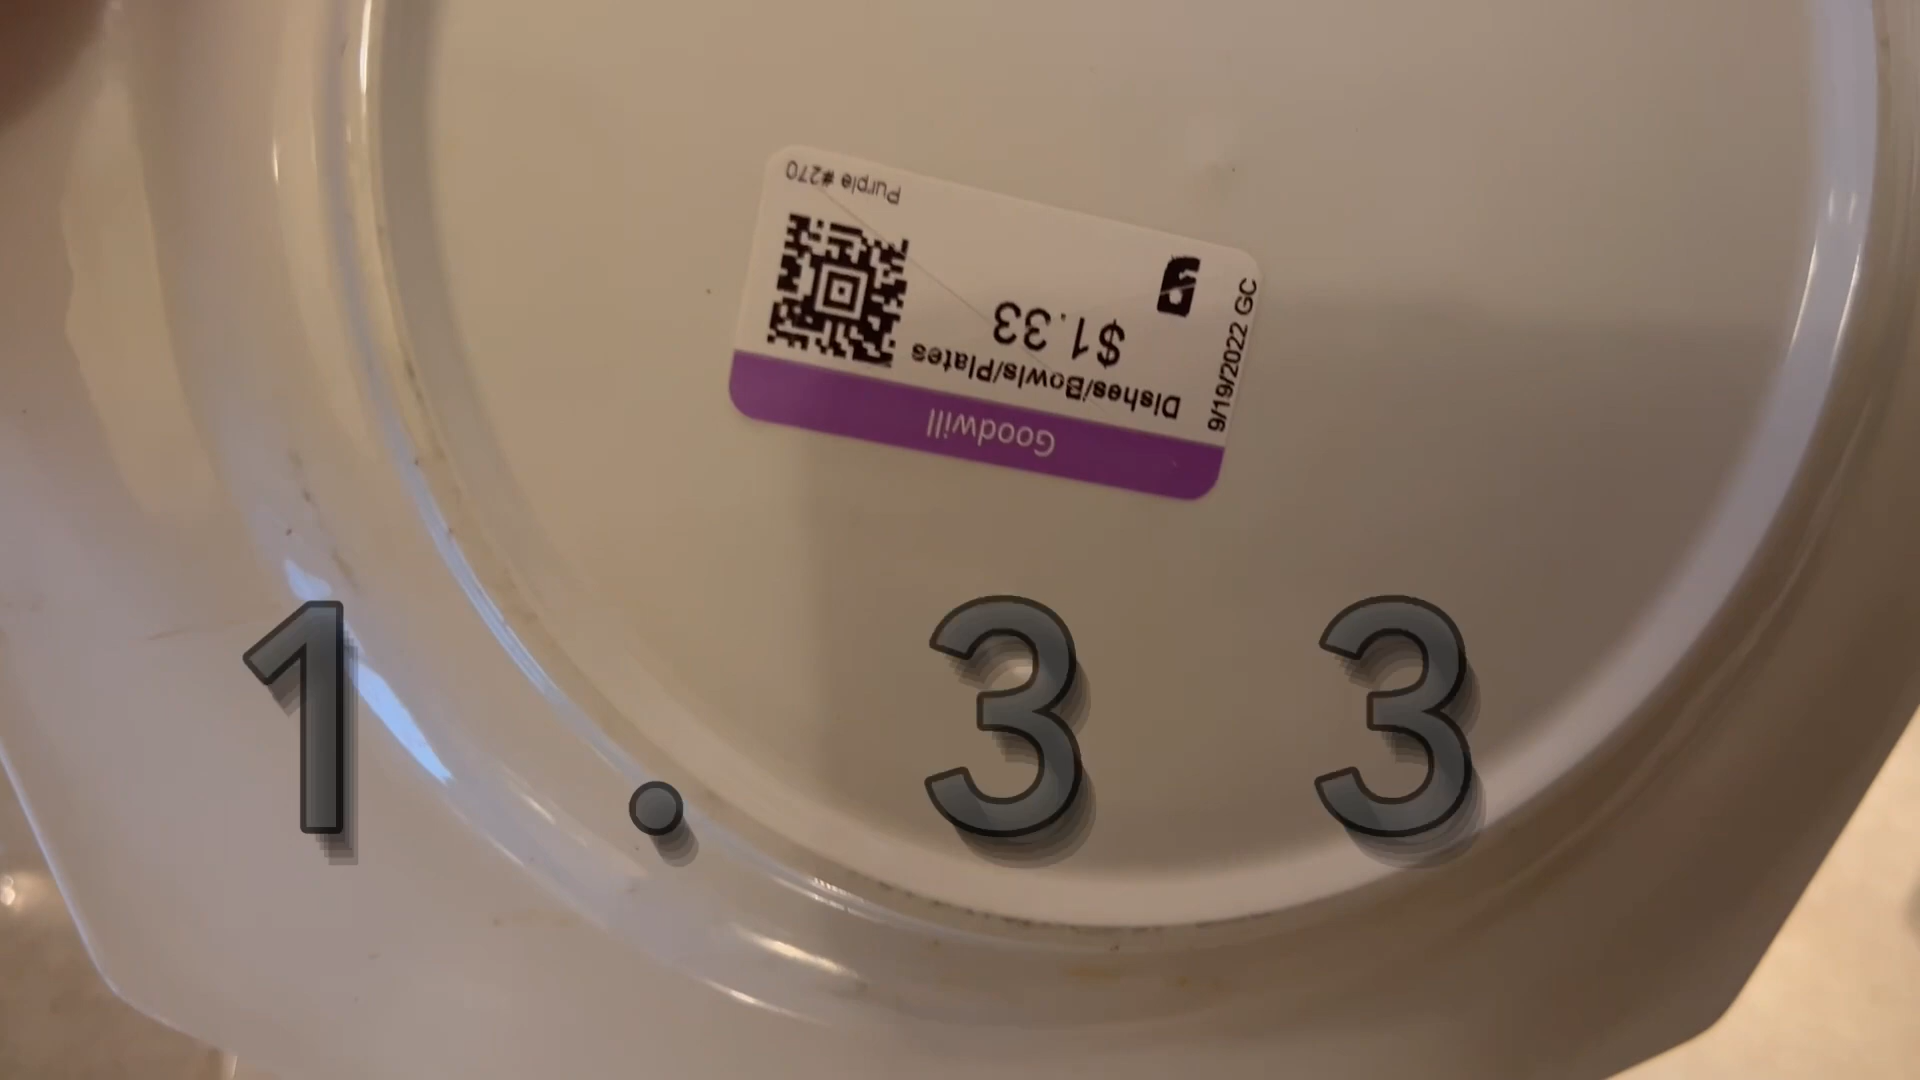 Goodwill
Dishes/Bowls/Plates
$1.33
Purple #270
9/19/2022 GC
1.33